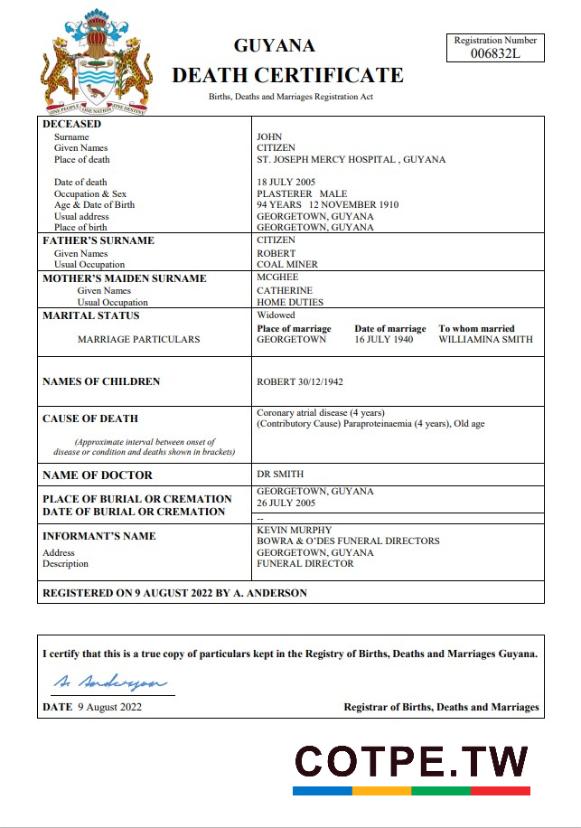 GUYANA
DEATH CERTIFICATE
Births, Deaths and Marriages Registration Act
Registration Number
006832L
ONE PEOPLE ONE NATION ONE DESTINY
DECEASED
Surname JOHN
Given Names CITIZEN
Place of death ST. JOSEPH MERCY HOSPITAL , GUYANA
Date of death 18 JULY 2005
Occupation & Sex PLASTERER MALE
Age & Date of Birth 94 YEARS 12 NOVEMBER 1910
Usual address GEORGETOWN, GUYANA
Place of birth GEORGETOWN, GUYANA
FATHER'S SURNAME CITIZEN
Given Names ROBERT
Usual Occupation COAL MINER
MOTHER'S MAIDEN SURNAME MCGHEE
Given Names CATHERINE
Usual Occupation HOME DUTIES
MARITAL STATUS Widowed
Place of marriage Date of marriage To whom married
MARRIAGE PARTICULARS GEORGETOWN 16 JULY 1940 WILLIAMINA SMITH
NAMES OF CHILDREN ROBERT 30/12/1942
CAUSE OF DEATH
Coronary atrial disease (4 years)
(Contributory Cause) Paraproteinaemia (4 years), Old age
(Approximate interval between onset of
disease or condition and deaths shown in brackets)
NAME OF DOCTOR DR SMITH
PLACE OF BURIAL OR CREMATION GEORGETOWN, GUYANA
DATE OF BURIAL OR CREMATION 26 JULY 2005
--
INFORMANT'S NAME KEVIN MURPHY
BOWRA & O'DES FUNERAL DIRECTORS
Address GEORGETOWN, GUYANA
Description FUNERAL DIRECTOR
REGISTERED ON 9 AUGUST 2022 BY A. ANDERSON
I certify that this is a true copy of particulars kept in the Registry of Births, Deaths and Marriages Guyana.
A. Anderson
DATE 9 August 2022 Registrar of Births, Deaths and Marriages
COTPE.TW